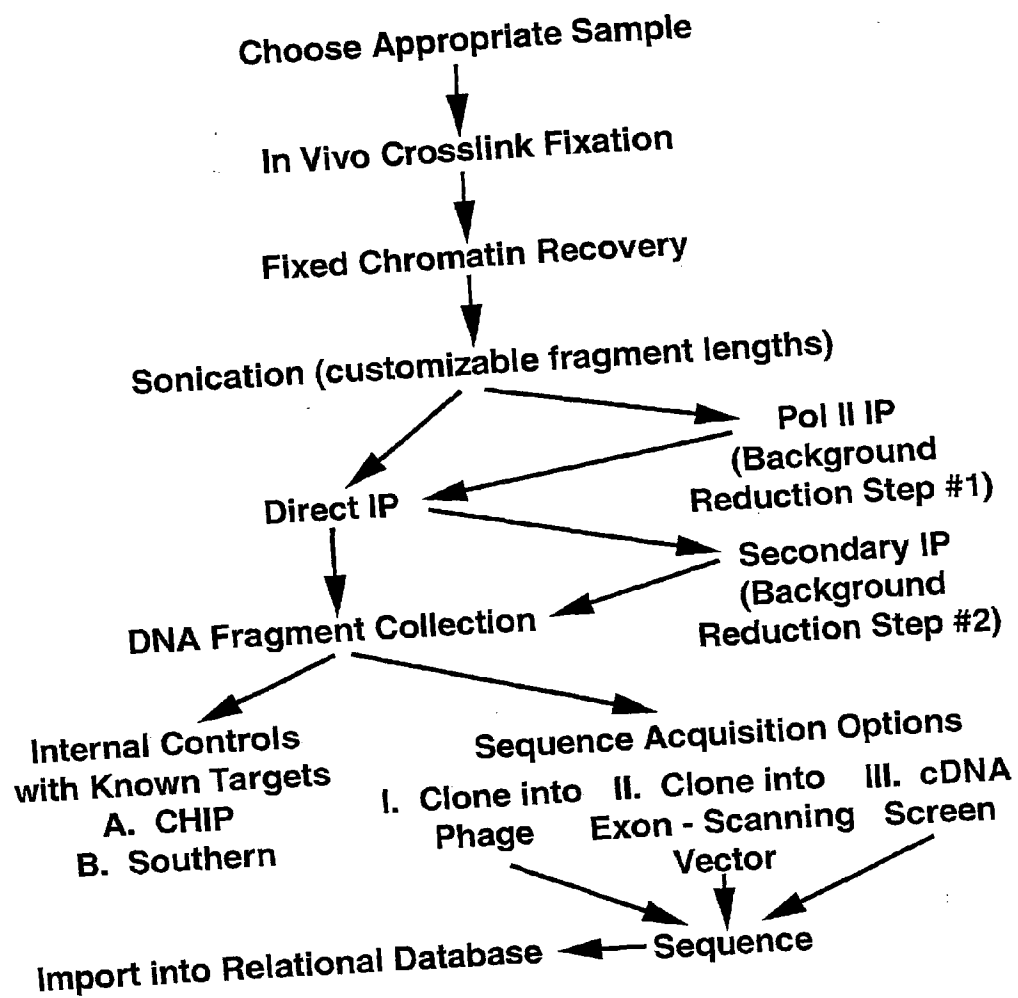 Choose Appropriate Sample
In Vivo Crosslink Fixation
Fixed Chromatin Recovery
Sonication (customizable fragment lengths)
Pol II IP
(Background
Reduction Step #1)
Direct IP
Secondary IP
(Background
Reduction Step #2)
DNA Fragment Collection
Internal Controls
with Known Targets
A. CHIP
B. Southern
Sequence Acquisition Options
I. Clone into
Phage
II. Clone into
Exon - Scanning
Vector
III. cDNA
Screen
Sequence
Import into Relational Database